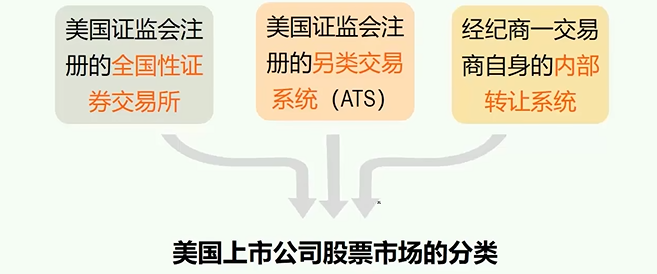 美国证监会注
册的全国性证
券交易所
美国证监会注
册的另类交易
系统（ATS）
经纪商一交易
商自身的内部
转让系统
美国上市公司股票市场的分类